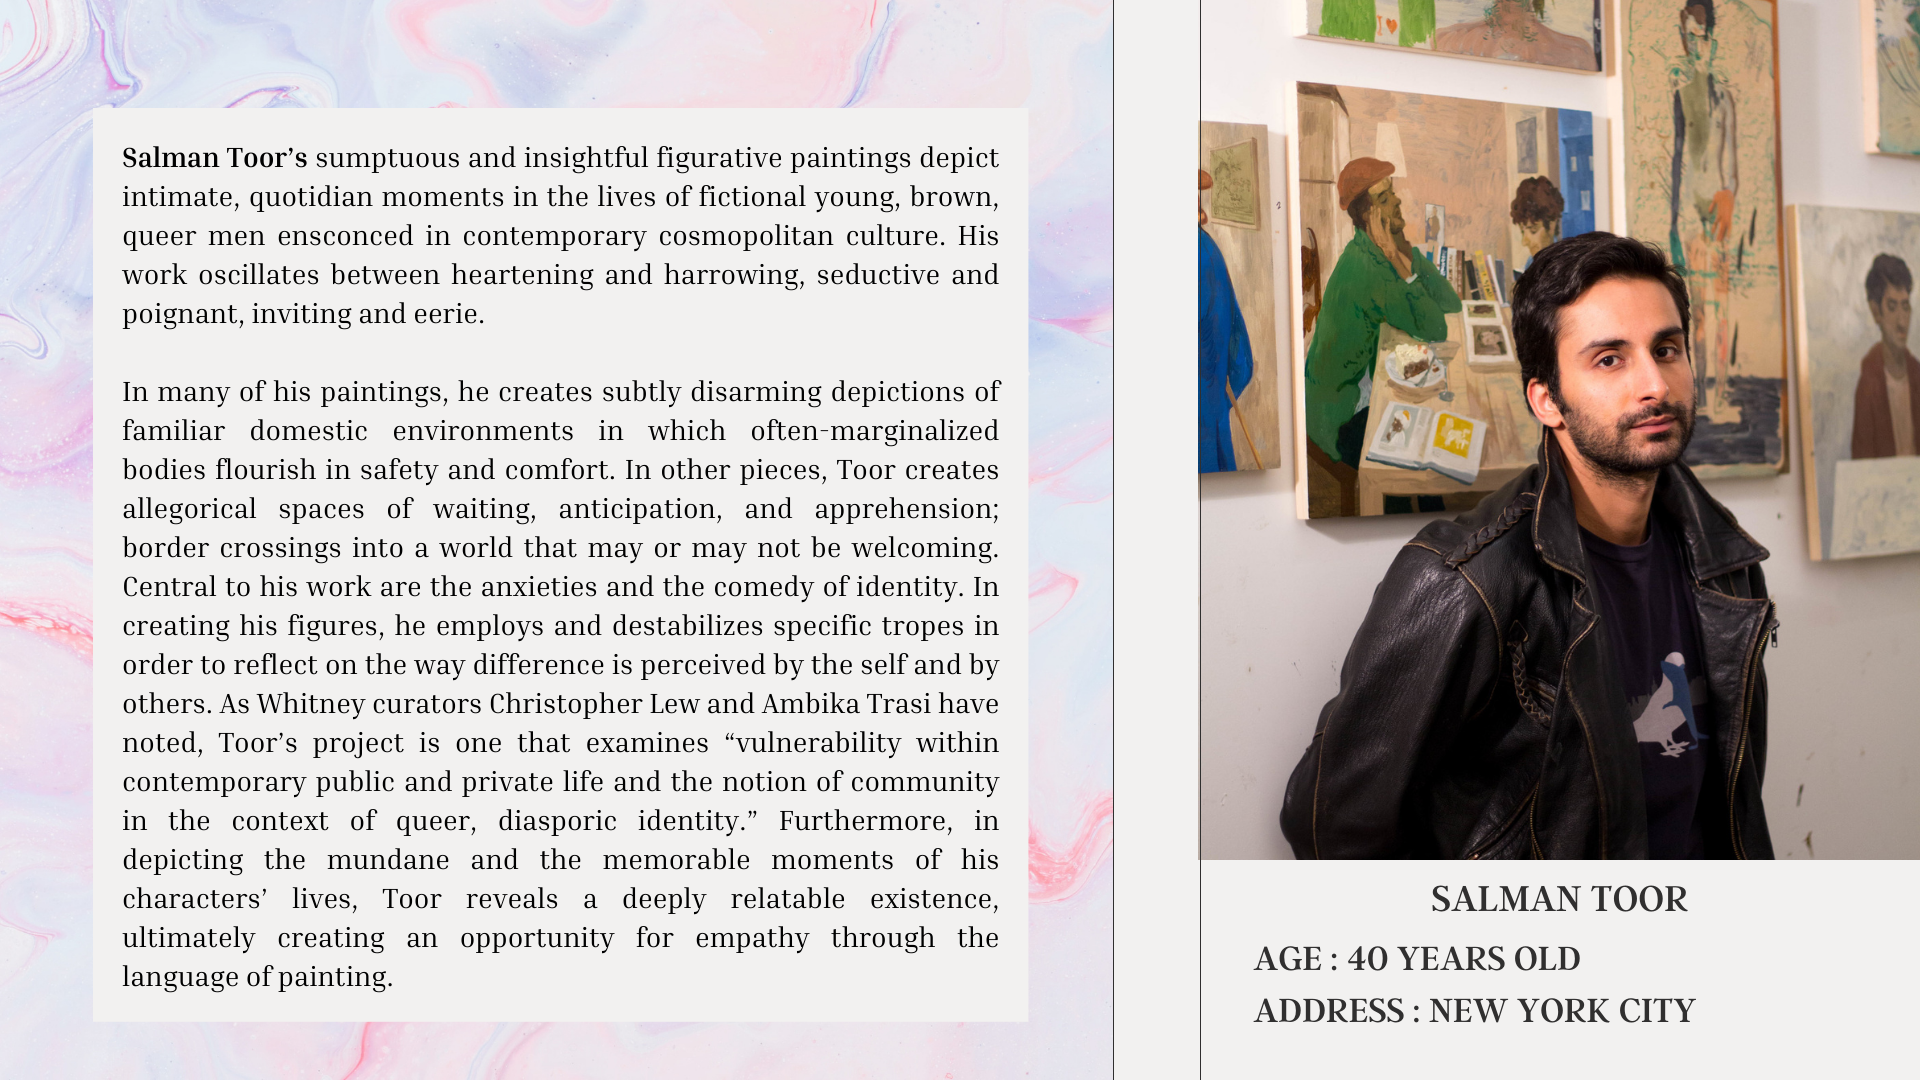 Salman Toor’s sumptuous and insightful figurative paintings depict
intimate, quotidian moments in the lives of fictional young, brown,
queer men ensconced in contemporary cosmopolitan culture. His
work oscillates between heartening and harrowing, seductive and
poignant, inviting and eerie.
In many of his paintings, he creates subtly disarming depictions of
familiar domestic environments in which often-marginalized
bodies flourish in safety and comfort. In other pieces, Toor creates
allegorical spaces of waiting, anticipation, and apprehension;
border crossings into a world that may or may not be welcoming.
Central to his work are the anxieties and the comedy of identity. In
creating his figures, he employs and destabilizes specific tropes in
order to reflect on the way difference is perceived by the self and by
others. As Whitney curators Christopher Lew and Ambika Trasi have
noted, Toor’s project is one that examines “vulnerability within
contemporary public and private life and the notion of community
in the context of queer, diasporic identity.” Furthermore, in
depicting the mundane and the memorable moments of his
characters’ lives, Toor reveals a deeply relatable existence,
ultimately creating an opportunity for empathy through the
language of painting.
I
SALMAN TOOR
AGE : 40 YEARS OLD
ADDRESS : NEW YORK CITY